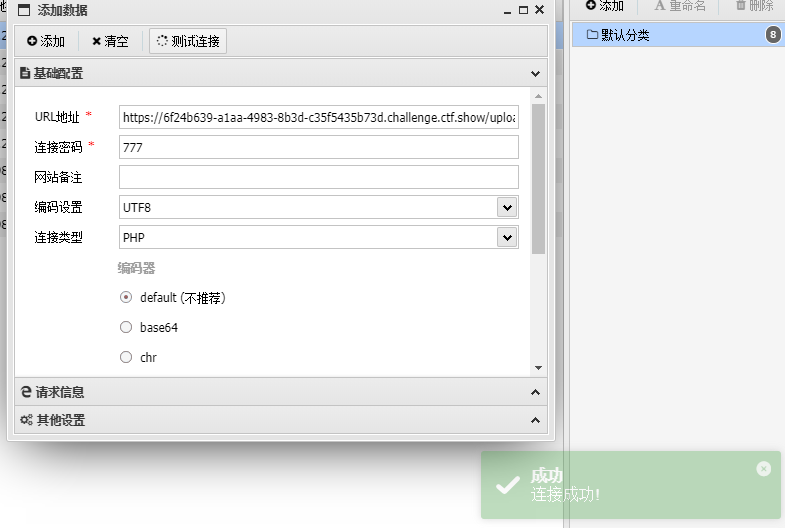 添加数据
添加 清空 测试连接
基础配置
URL地址 * https://6f24b639-a1aa-4983-8b3d-c35f5435b73d.challenge.ctf.show/uploa
连接密码 * 777
网站备注
编码设置 UTF8
连接类型 PHP
编码器
default (不推荐)
base64
chr
请求信息
其他设置
添加 重命名 删除
默认分类 8
成功
连接成功!